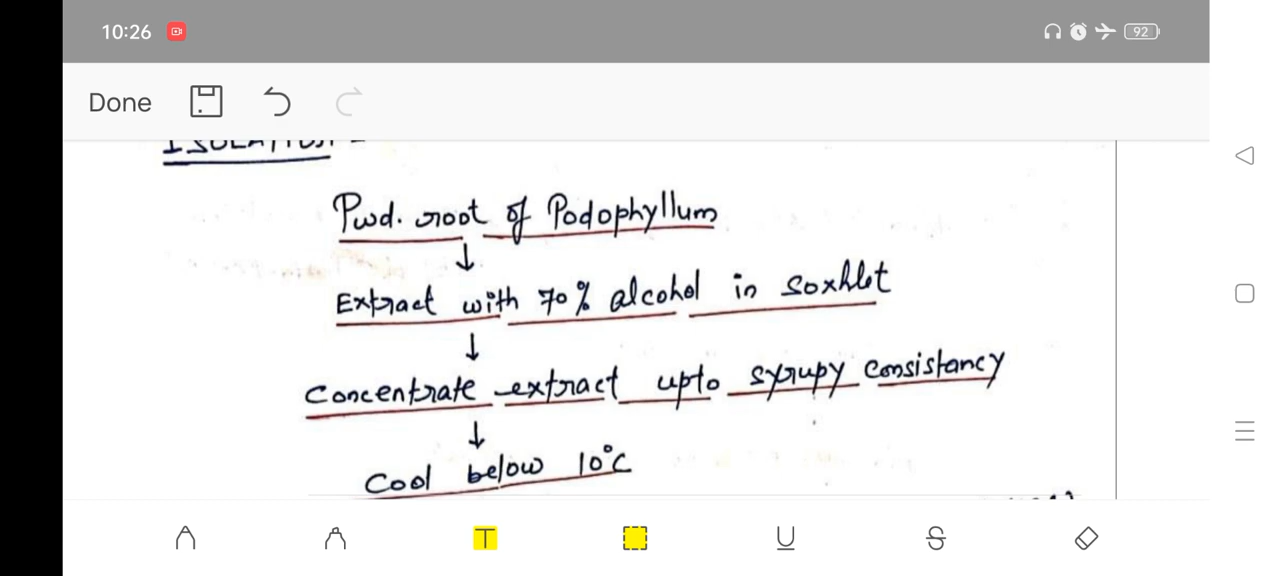 10:26
92
Done
ISOLATION -
Pwd. root of Podophyllum
↓
Extract with 70% alcohol in soxhlet
↓
Concentrate extract upto syrupy consistancy
↓
Cool below 10°C
T
U
S